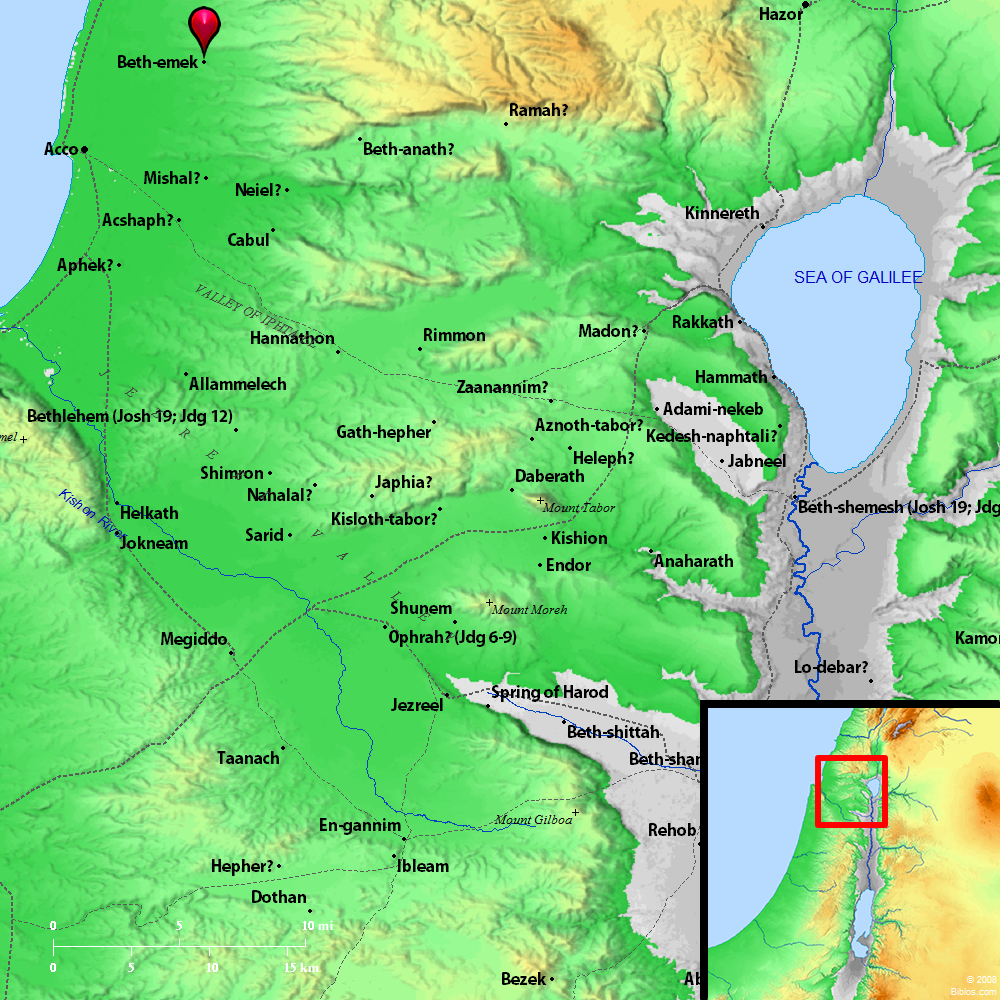 Hazor
Beth-emek
Ramah?
Acco
Beth-anath?
Mishal?
Neiel?
Acshaph?
Kinnereth
Cabul
Aphek?
SEA OF GALILEE
VALLEY OF IPHTAH-EL
Rakkath
Madon?
Rimmon
Hannathon
Hammath
Allammelech
Zaanannim?
Adami-nekeb
Bethlehem (Josh 19; Jdg 12)
Aznoth-tabor?
Gath-hepher
Kedesh-naphtali?
mel
JEZREEL VALLEY
Heleph?
Jabneel
Shimron
Daberath
Japhia?
Nahalal?
Kishon River
Mount Tabor
Beth-shemesh (Josh 19; Jdg
Helkath
Kisloth-tabor?
Sarid
Kishion
Jokneam
Anaharath
Endor
Shunem
Mount Moreh
Ophrah? (Jdg 6-9)
Megiddo
Kamo
Lo-debar?
Spring of Harod
Jezreel
Beth-shittah
Taanach
Beth-shan
Mount Gilboa
En-gannim
Rehob
Hepher?
Ibleam
Dothan
0 5 10 mi
0 5 10 15 km
Bezek
Ab
© 2008
Biblos.com